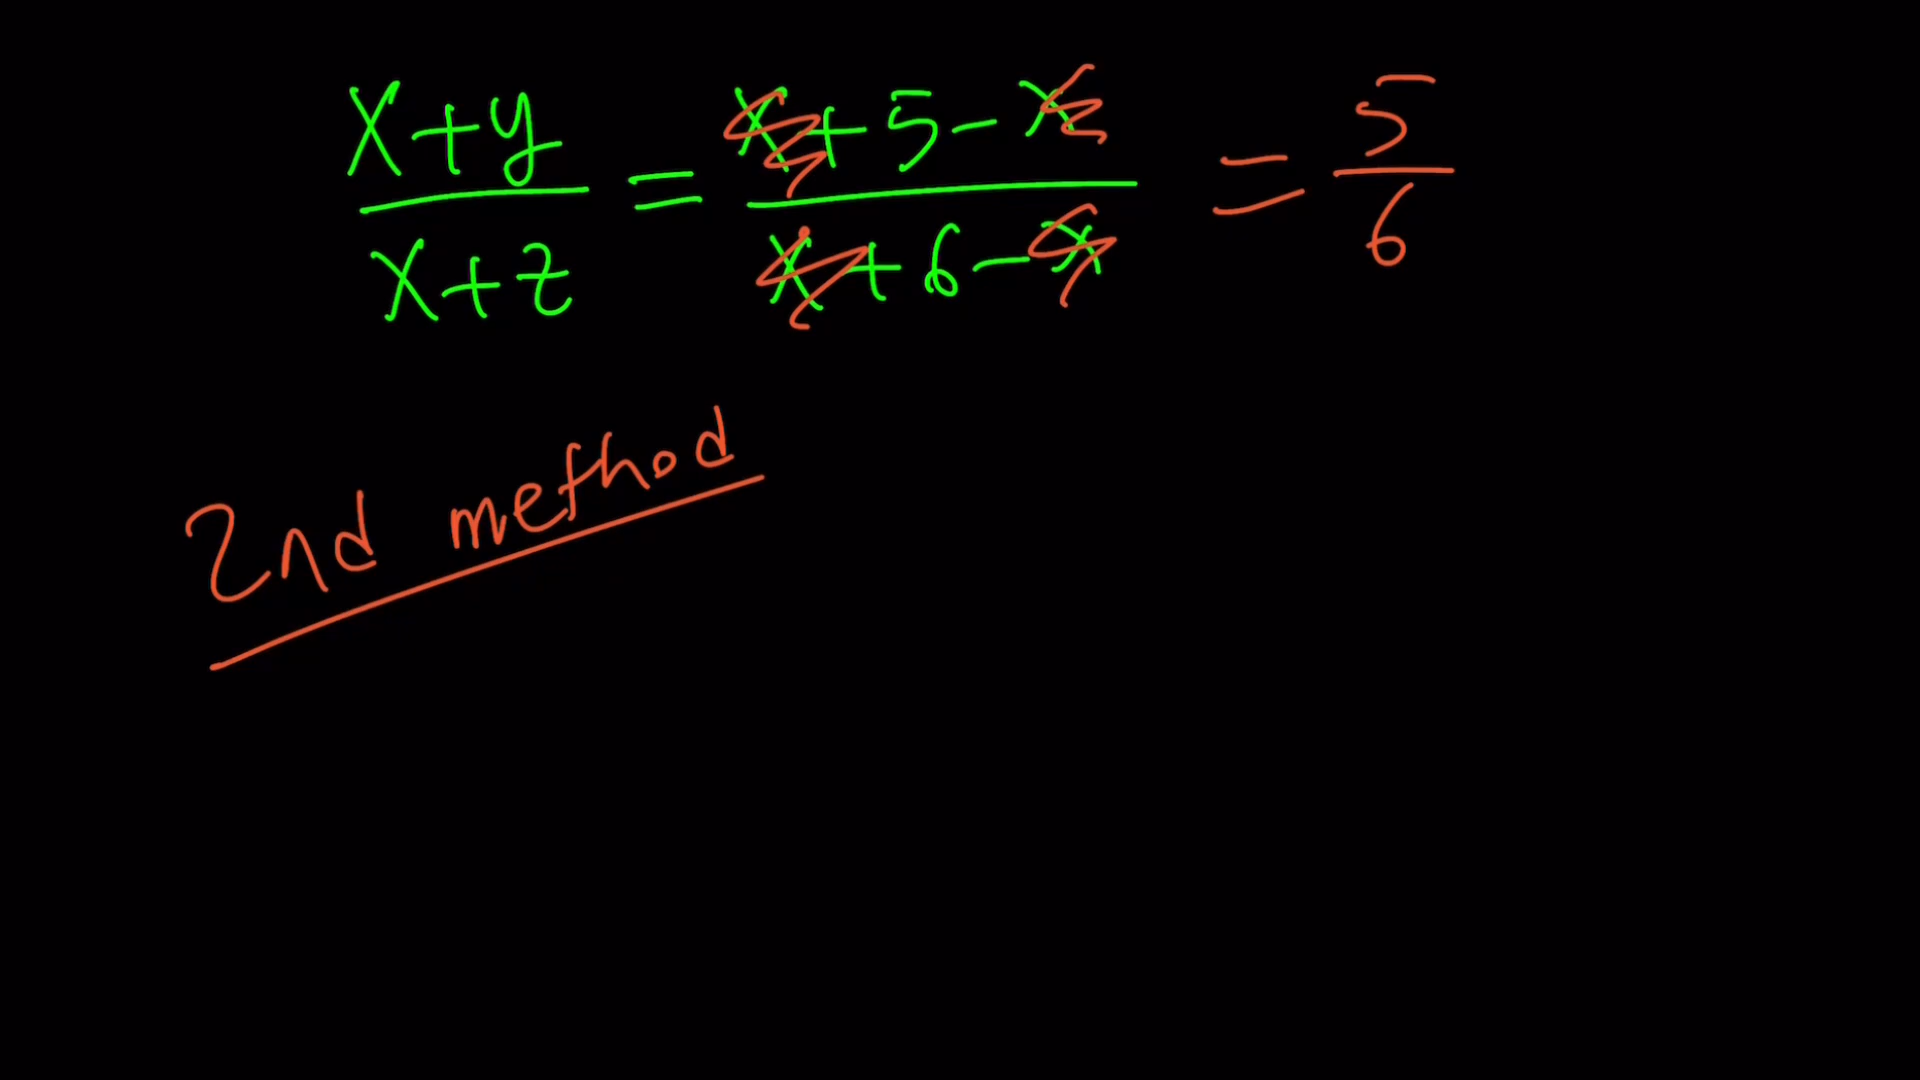 x+y/x+z = x+5-x/x+6-x = 5/6
2nd method